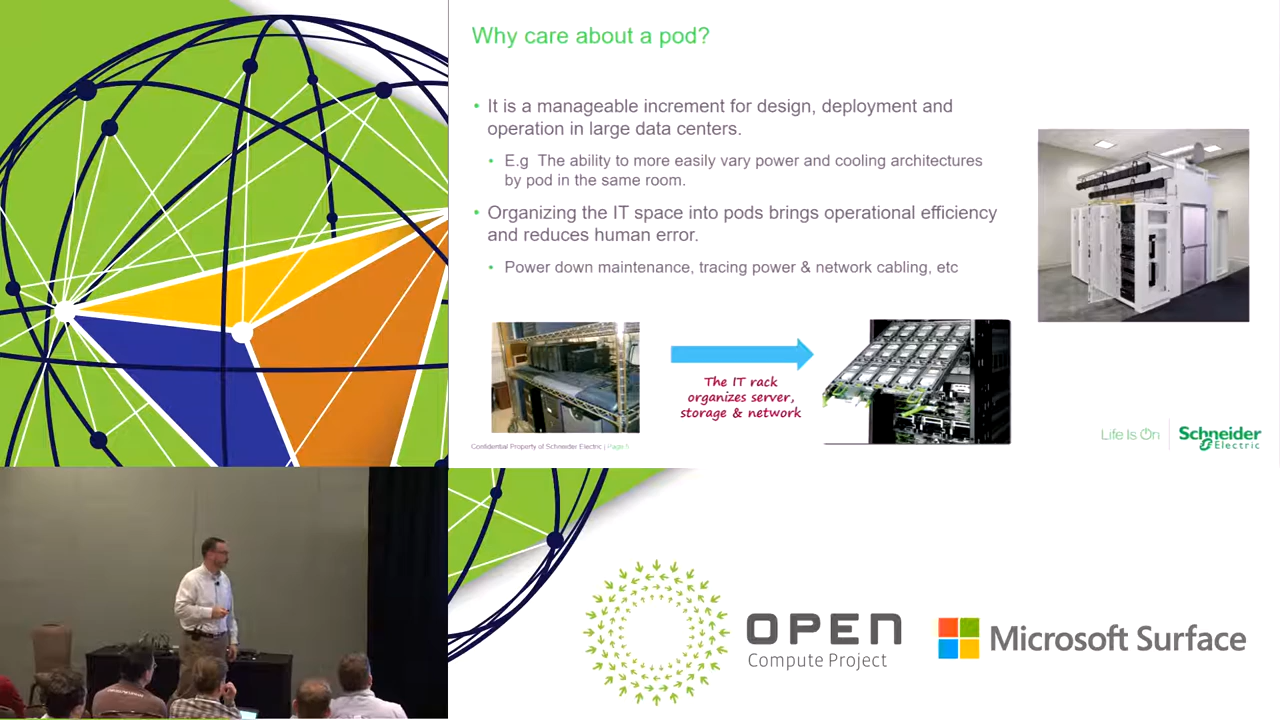 Why care about a pod?
• It is a manageable increment for design, deployment and
operation in large data centers.
• E.g The ability to more easily vary power and cooling architectures
by pod in the same room.
• Organizing the IT space into pods brings operational efficiency
and reduces human error.
• Power down maintenance, tracing power & network cabling, etc
The IT rack
organizes server,
storage & network
Confidential Property of Schneider Electric | Page 5
Life Is On
Schneider
Electric
OPEN
Compute Project
Microsoft Surface